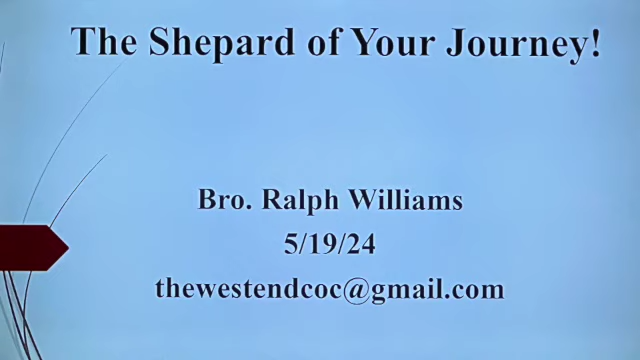 The Shepard of Your Journey!
Bro. Ralph Williams
5/19/24
thewestendcoc@gmail.com